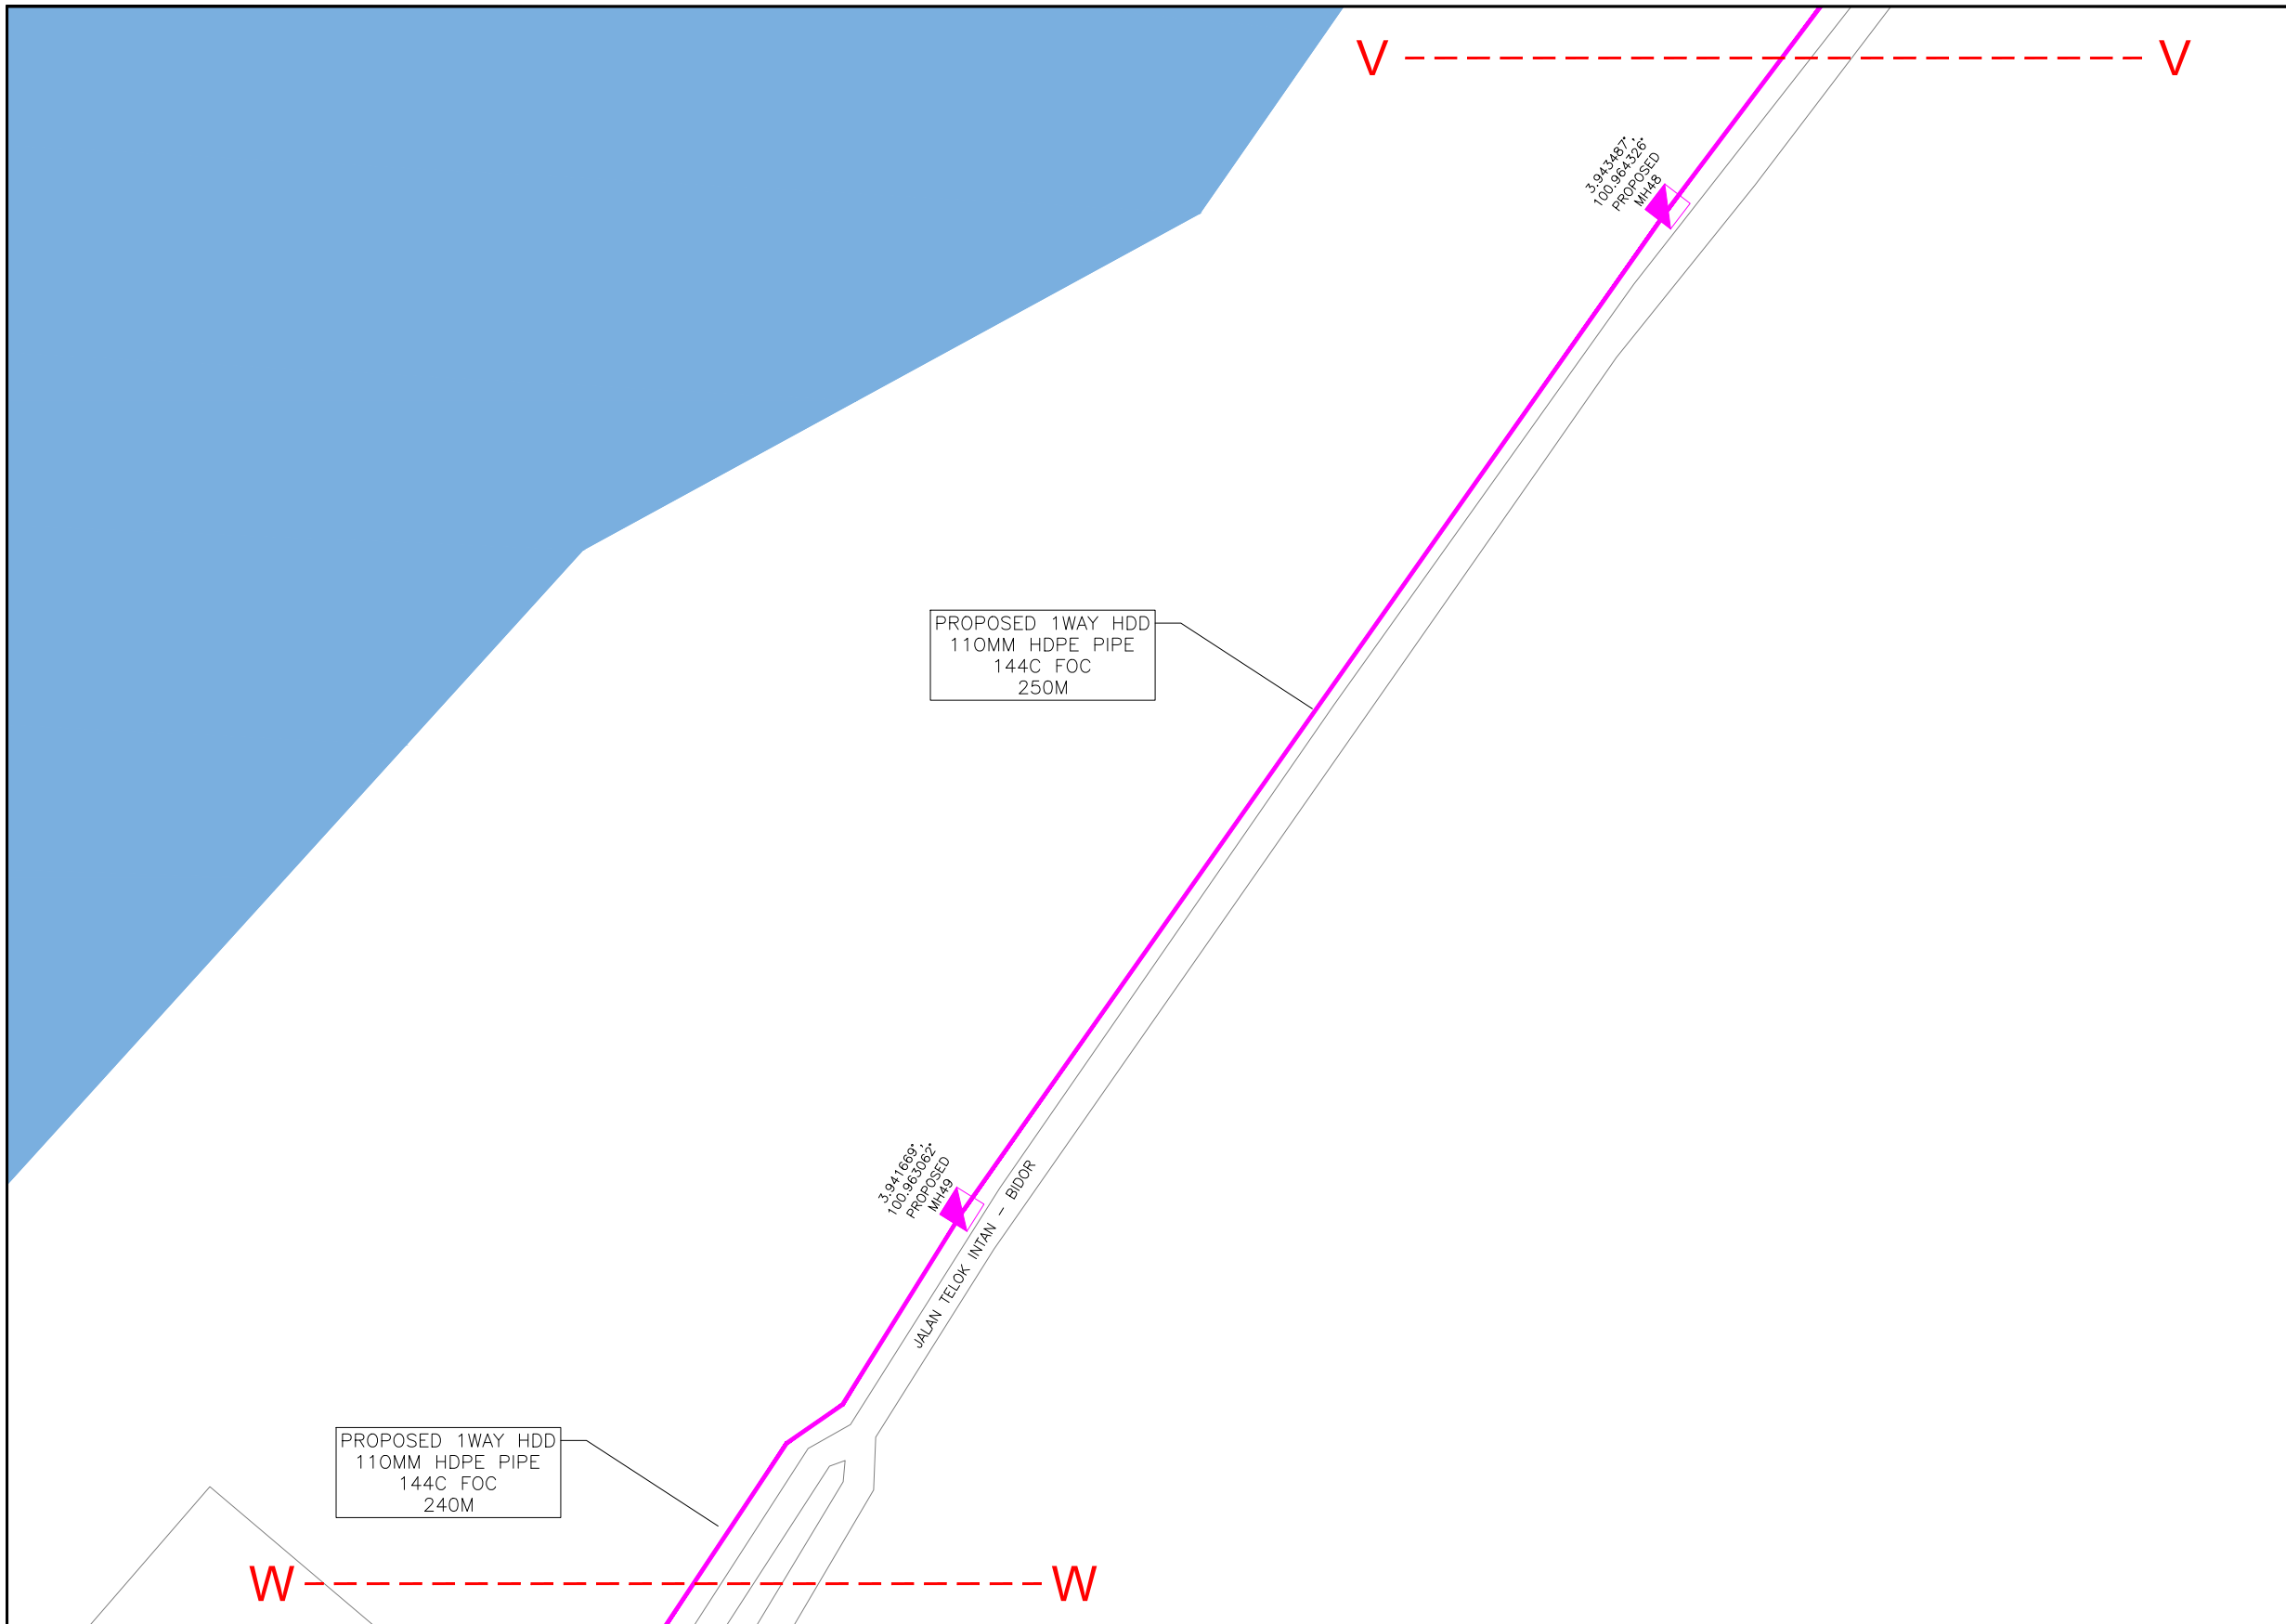 V
V
3.943487°,
100.964326°
PROPOSED
MH48
PROPOSED 1WAY HDD
110MM HDPE PIPE
144C FOC
250M
3.941669°,
100.963062°
PROPOSED
MH49
JALAN TELOK INTAN - BIDOR
PROPOSED 1WAY HDD
110MM HDPE PIPE
144C FOC
240M
W
W